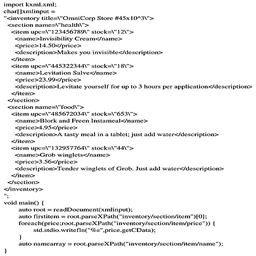 import kxml.xml;
char[]xmlinput =
"<inventory title=\"OmniCorp Store #45x10^3\">
<section name=\"health\">
<item upc=\"123456789\" stock=\"12\">
<name>Invisibility Cream</name>
<price>14.50</price>
<description>Makes you invisible</description>
</item>
<item upc=\"445322344\" stock=\"18\">
<name>Levitation Salve</name>
<price>23.99</price>
<description>Levitate yourself for up to 3 hours per application</description>
</item>
</section>
<section name=\"food\">
<item upc=\"485672034\" stock=\"653\">
<name>Blork and Freen Instameal</name>
<price>4.95</price>
<description>A tasty meal in a tablet; just add water</description>
</item>
<item upc=\"132957764\" stock=\"44\">
<name>Grob winglets</name>
<price>3.56</price>
<description>Tender winglets of Grob. Just add water</description>
</item>
</section>
</inventory>
";
void main() {
auto root = readDocument(xmlinput);
auto firstitem = root.parseXPath("inventory/section/item")[0];
foreach(price;root.parseXPath("inventory/section/item/price")) {
std.stdio.writefln("%s",price.getCData);
}
auto namearray = root.parseXPath("inventory/section/item/name");
}